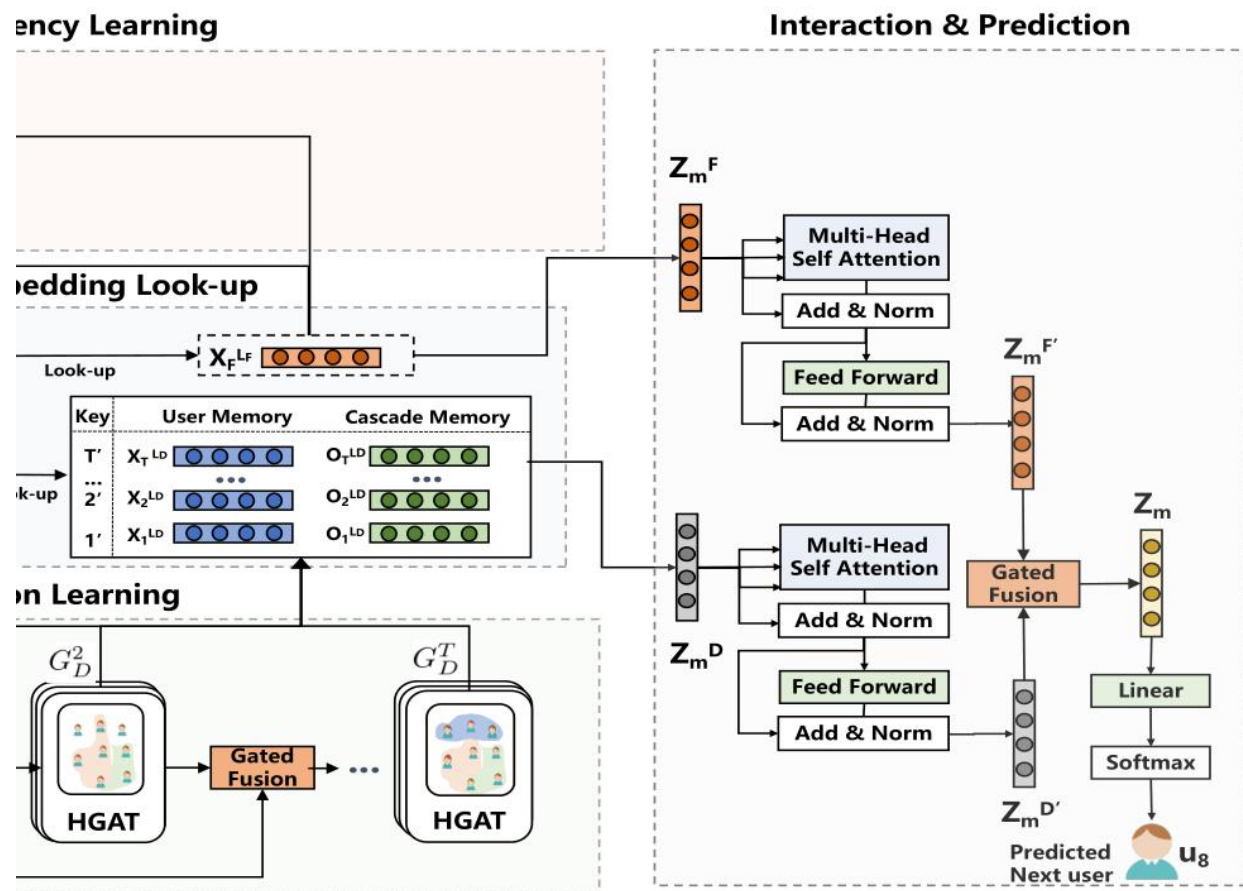 ency Learning
Interaction & Prediction
Z_m^F
Multi-Head
Self Attention
Add & Norm
Feed Forward
Add & Norm
Z_m^F′
bedding Look-up
Look-up
X_F^LF
Key User Memory Cascade Memory
T′ X_T^LD O_T^LD
...
ok-up
2′ X_2^LD O_2^LD
1′ X_1^LD O_1^LD
Multi-Head
Self Attention
Add & Norm
Feed Forward
Add & Norm
Z_m^D
Gated
Fusion
Z_m^D′
Z_m
Linear
Softmax
Predicted
Next user
u_8
on Learning
G_D^2
HGAT
Gated
Fusion
G_D^T
HGAT